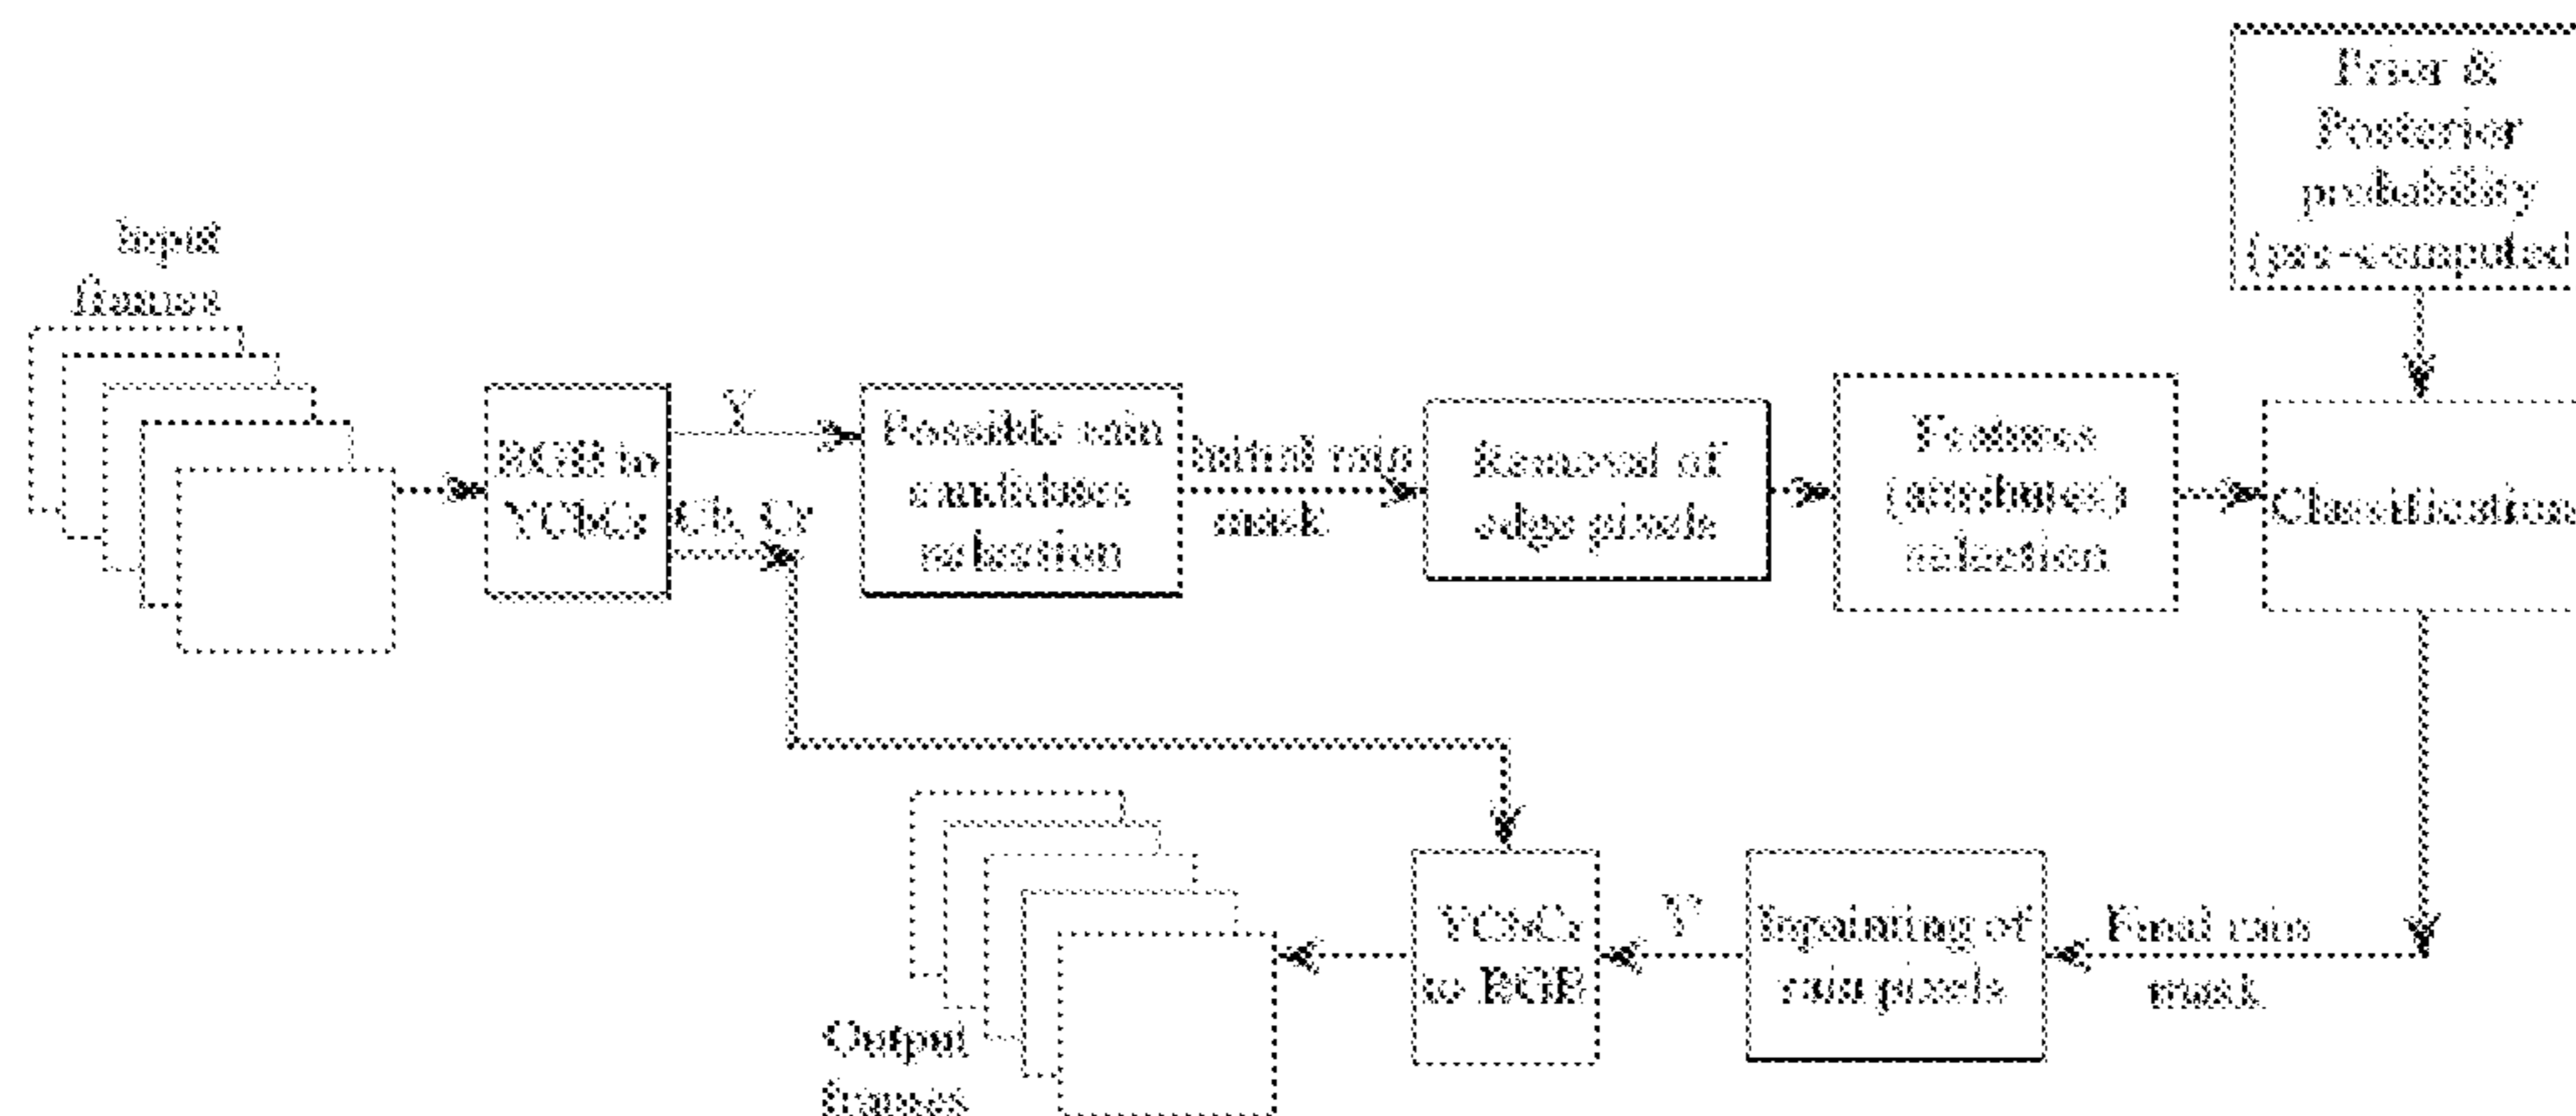 Prior &
Posterior
probability
(pre-computed
Input
frames
RGB to
YCbCr
Y
Cb, Cr
Possible rain
candidates
selection
Initial rain
mask
Removal of
edge pixels
Features
(attributes)
selection
Classification
Final rain
mask
Inpainting of
rain pixels
Y'
YCbCr
to RGB
Output
frames